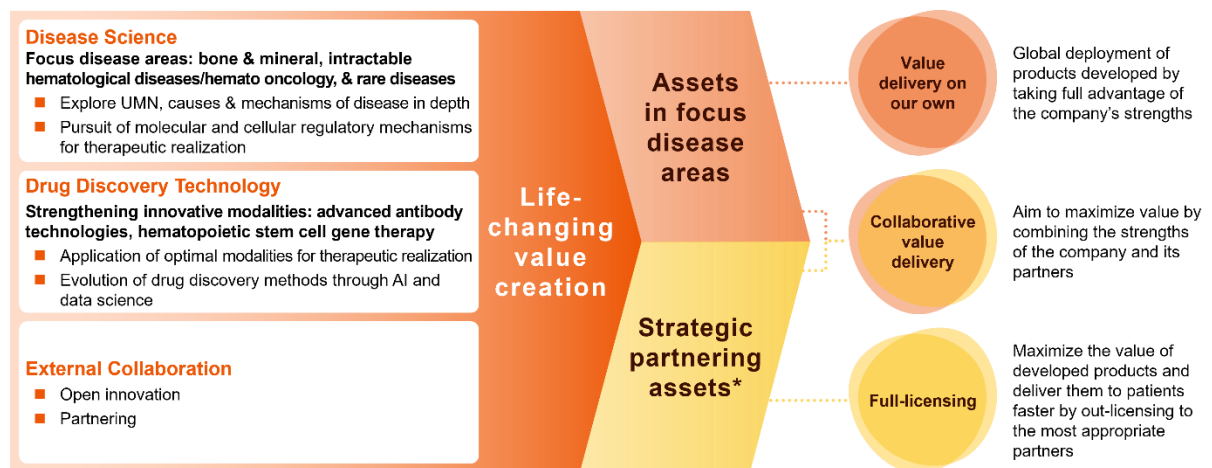 Disease Science
Focus disease areas: bone & mineral, intractable
hematological diseases/hemato oncology, & rare diseases
■ Explore UMN, causes & mechanisms of disease in depth
■ Pursuit of molecular and cellular regulatory mechanisms
for therapeutic realization
Drug Discovery Technology
Strengthening innovative modalities: advanced antibody
technologies, hematopoietic stem cell gene therapy
■ Application of optimal modalities for therapeutic realization
■ Evolution of drug discovery methods through AI and
data science
External Collaboration
■ Open innovation
■ Partnering
Life-
changing
value
creation
Assets
in focus
disease
areas
Strategic
partnering
assets*
Value
delivery on
our own
Global deployment of
products developed by
taking full advantage of
the company's strengths
Collaborative
value
delivery
Aim to maximize value by
combining the strengths
of the company and its
partners
Full-licensing
Maximize the value of
developed products and
deliver them to patients
faster by out-licensing to
the most appropriate
partners